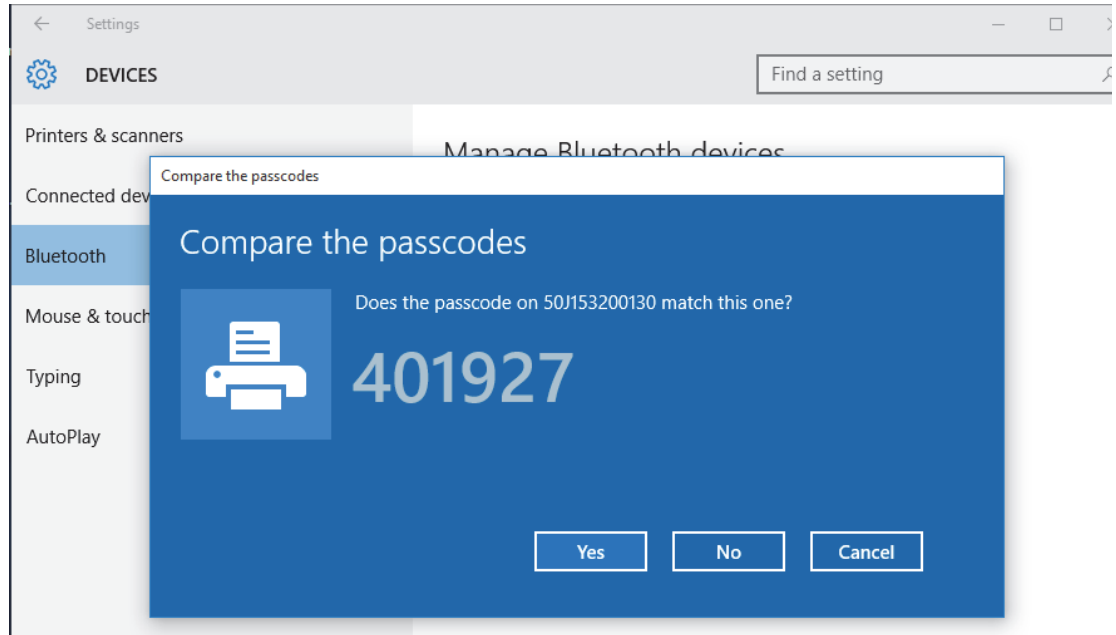 Settings
DEVICES
Find a setting
Printers & scanners
Manage Bluetooth devices
Connected dev
Bluetooth
Mouse & touch
Typing
AutoPlay
Compare the passcodes
Compare the passcodes
Does the passcode on 50J153200130 match this one?
401927
Yes No Cancel